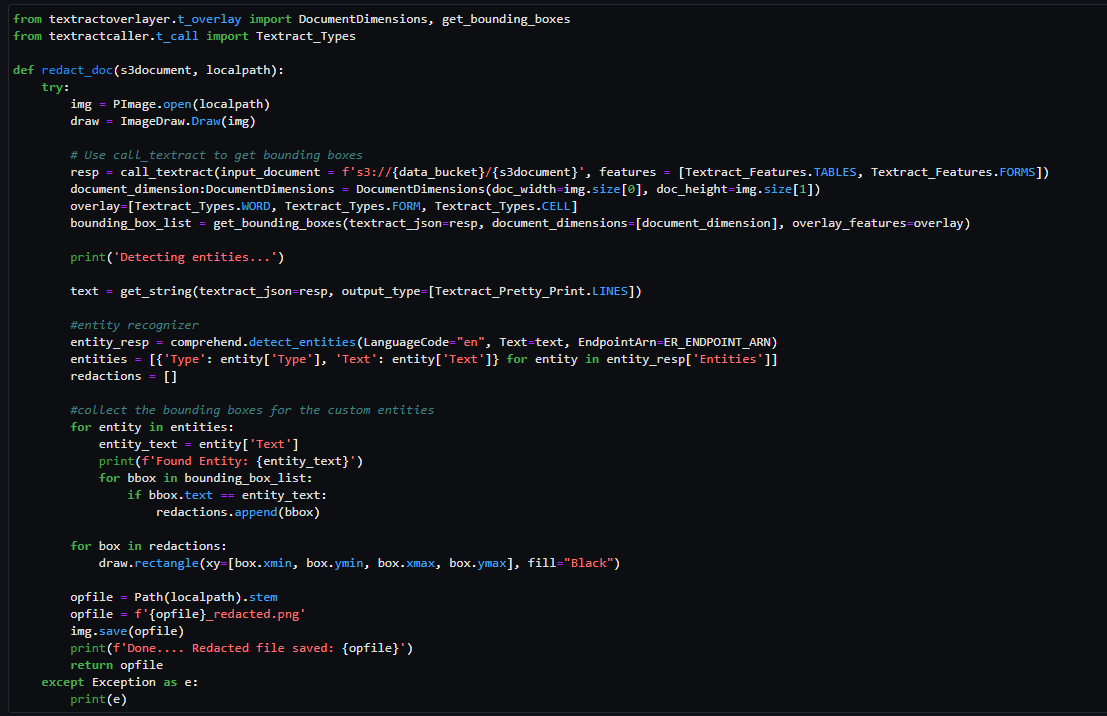 from textractoverlayer.t_overlay import DocumentDimensions, get_bounding_boxes
from textractcaller.t_call import Textract_Types

def redact_doc(s3document, localpath):
    try:
        img = PImage.open(localpath)
        draw = ImageDraw.Draw(img)

        # Use call_textract to get bounding boxes
        resp = call_textract(input_document = f's3://{data_bucket}/{s3document}', features = [Textract_Features.TABLES, Textract_Features.FORMS])
        document_dimension:DocumentDimensions = DocumentDimensions(doc_width=img.size[0], doc_height=img.size[1])
        overlay=[Textract_Types.WORD, Textract_Types.FORM, Textract_Types.CELL]
        bounding_box_list = get_bounding_boxes(textract_json=resp, document_dimensions=[document_dimension], overlay_features=overlay)

        print('Detecting entities...')

        text = get_string(textract_json=resp, output_type=[Textract_Pretty_Print.LINES])

        #entity recognizer
        entity_resp = comprehend.detect_entities(LanguageCode="en", Text=text, EndpointArn=ER_ENDPOINT_ARN)
        entities = [{'Type': entity['Type'], 'Text': entity['Text']} for entity in entity_resp['Entities']]
        redactions = []

        #collect the bounding boxes for the custom entities
        for entity in entities:
            entity_text = entity['Text']
            print(f'Found Entity: {entity_text}')
            for bbox in bounding_box_list:
                if bbox.text == entity_text:
                    redactions.append(bbox)

        for box in redactions:
            draw.rectangle(xy=[box.xmin, box.ymin, box.xmax, box.ymax], fill="Black")

        opfile = Path(localpath).stem
        opfile = f'{opfile}_redacted.png'
        img.save(opfile)
        print(f'Done.... Redacted file saved: {opfile}')
        return opfile
    except Exception as e:
        print(e)